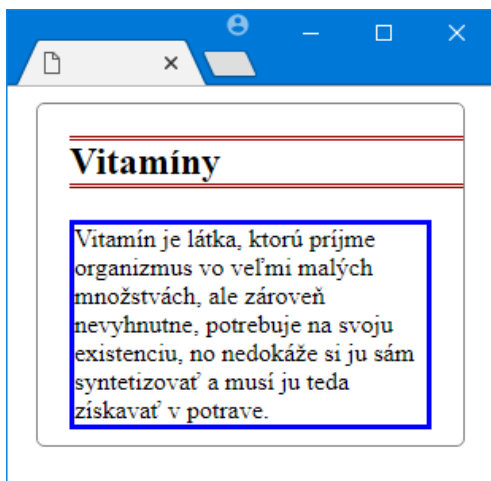 Vitamíny
Vitamín je látka, ktorú príjme
organizmus vo veľmi malých
množstvách, ale zároveň
nevyhnutne, potrebuje na svoju
existenciu, no nedokáže si ju sám
syntetizovať a musí ju teda
získavať v potrave.